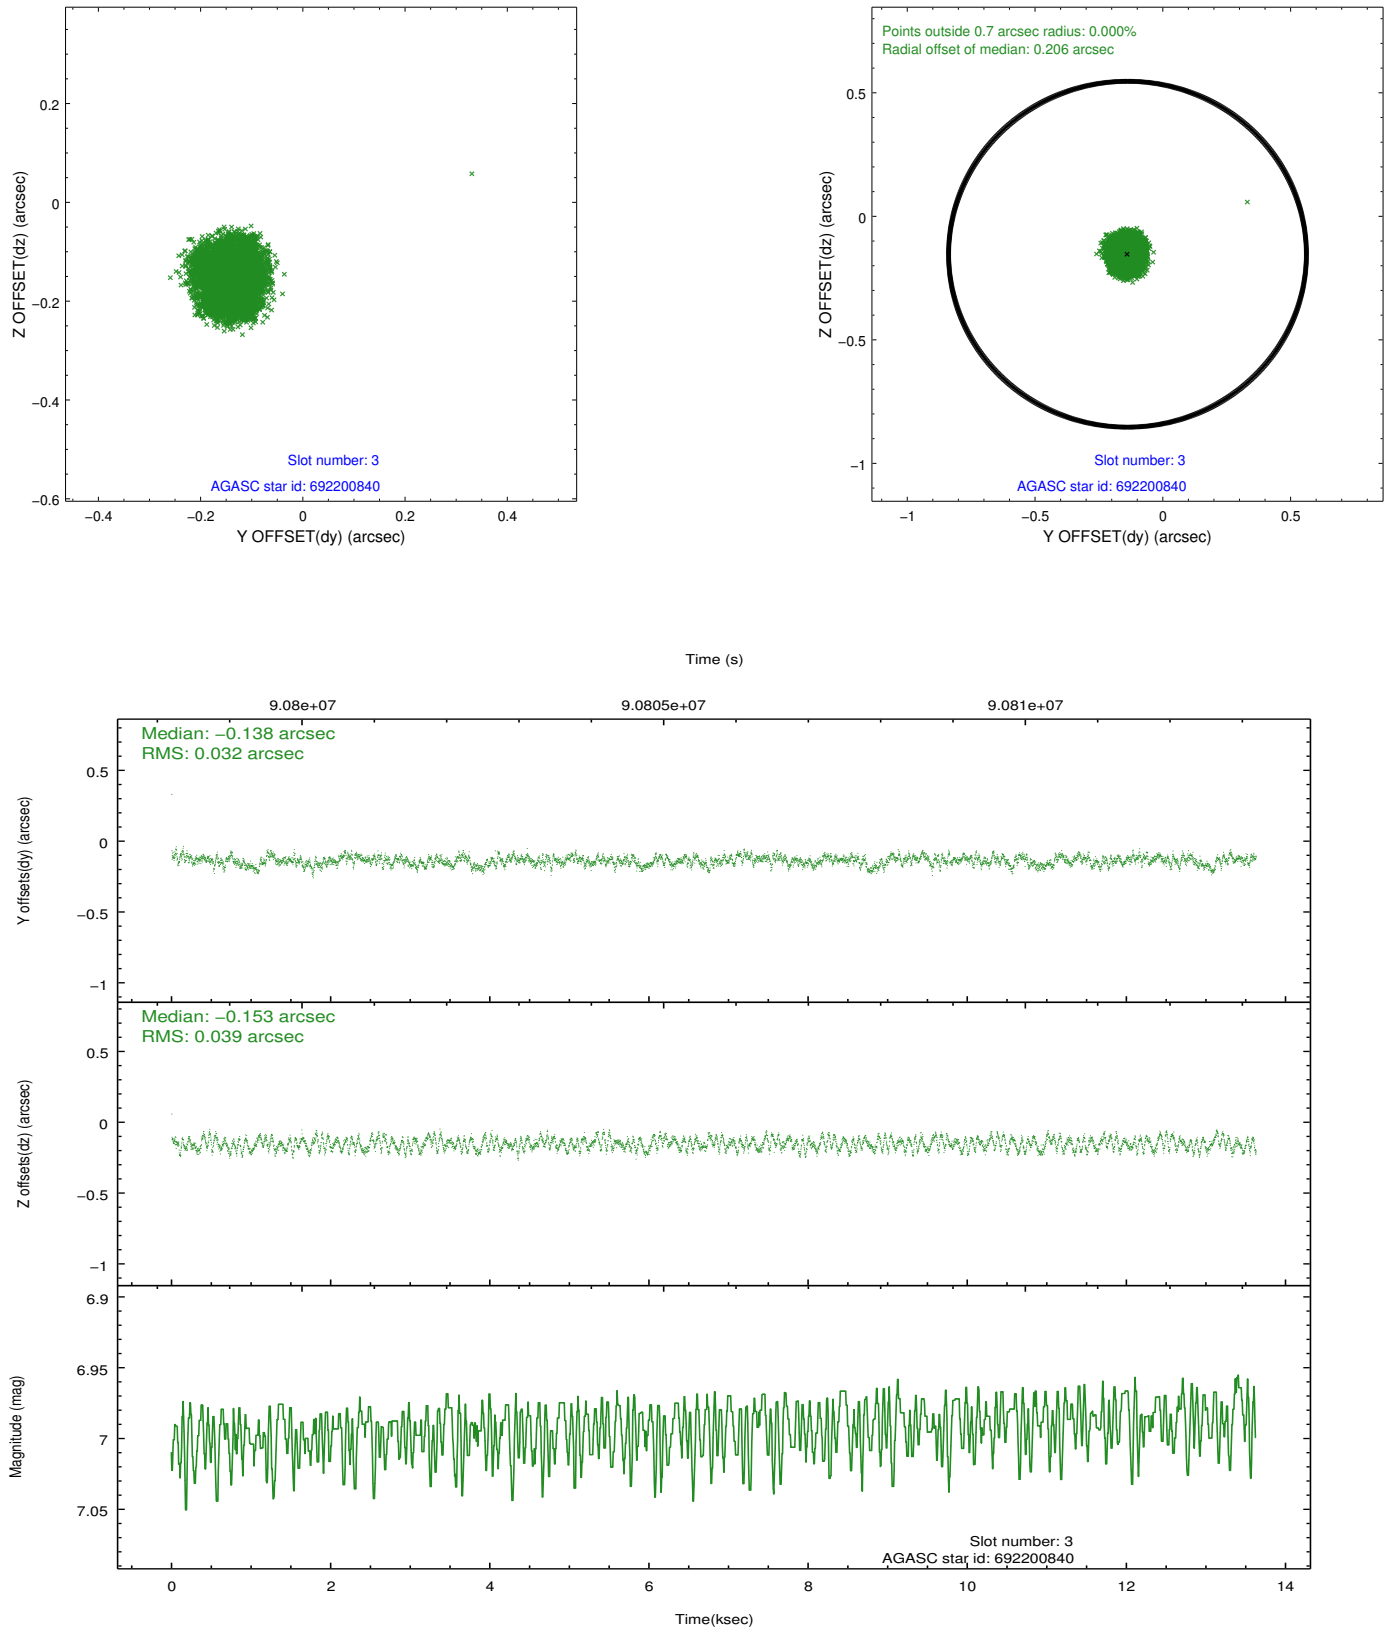 0.2
0
−0.2
−0.4
−0.6
Z OFFSET(dz) (arcsec)
Slot number: 3
AGASC star id: 692200840
−0.4
−0.2
0
0.2
0.4
Y OFFSET(dy) (arcsec)
Points outside 0.7 arcsec radius: 0.000%
Radial offset of median: 0.206 arcsec
0.5
0
−0.5
−1
Z OFFSET(dz) (arcsec)
Slot number: 3
AGASC star id: 692200840
−1
−0.5
0
0.5
Y OFFSET(dy) (arcsec)
Time (s)
9.08e+07
9.0805e+07
9.081e+07
Median: −0.138 arcsec
RMS: 0.032 arcsec
0.5
0
−0.5
−1
Y offsets(dy) (arcsec)
Median: −0.153 arcsec
RMS: 0.039 arcsec
0.5
0
−0.5
−1
Z offsets(dz) (arcsec)
6.9
6.95
7
7.05
Magnitude (mag)
Slot number: 3
AGASC star id: 692200840
0
2
4
6
8
10
12
14
Time(ksec)